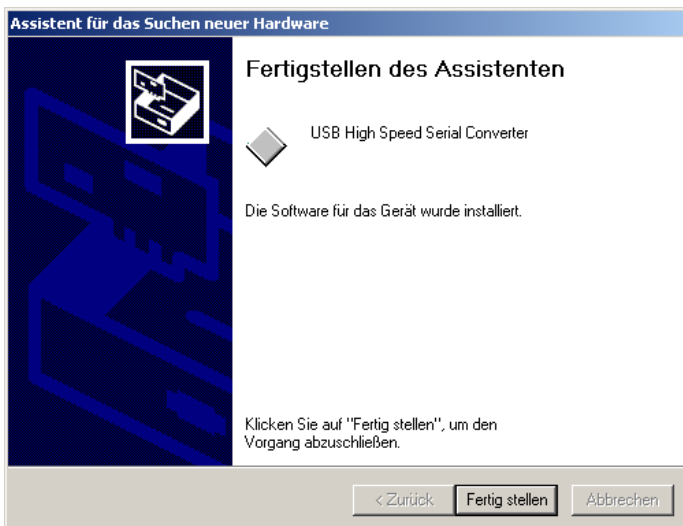 Assistent für das Suchen neuer Hardware
Fertigstellen des Assistenten
USB High Speed Serial Converter
Die Software für das Gerät wurde installiert.
Klicken Sie auf "Fertig stellen", um den
Vorgang abzuschließen.
< Zurück Fertig stellen Abbrechen